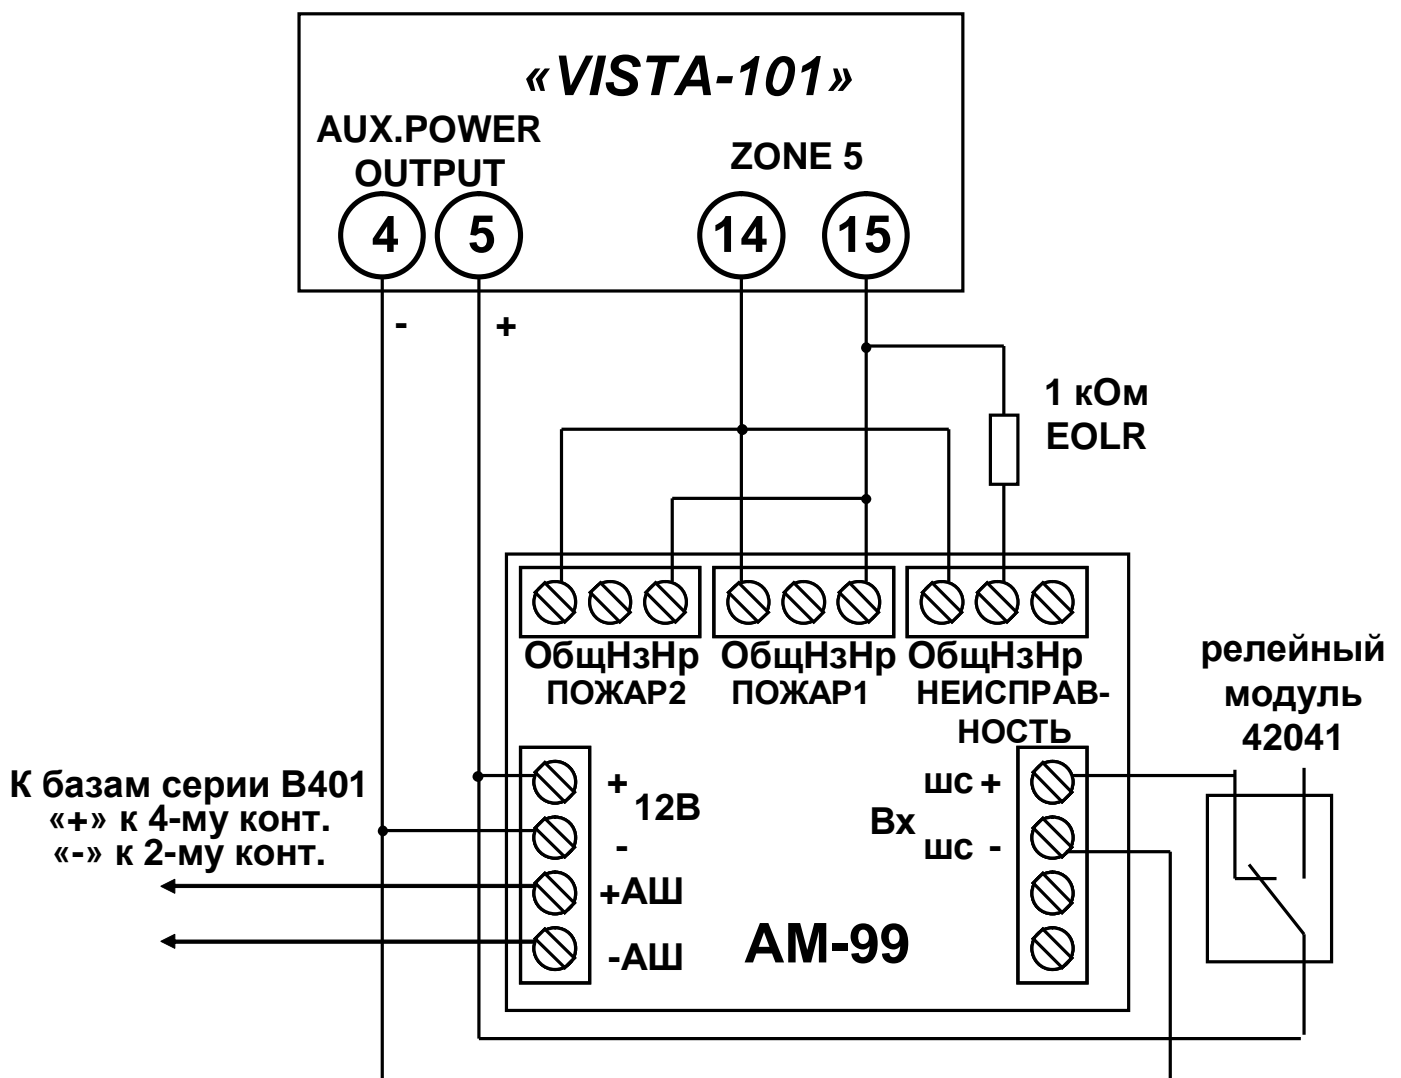 «VISTA-101»
AUX.POWER
OUTPUT
ZONE 5
4
5
14
15
-
+
1 кОм
EOLR
ОбщНзНр
ПОЖАР2
ОбщНзНр
ПОЖАР1
ОбщНзНр
НЕИСПРАВ-
НОСТЬ
релейный
модуль
42041
К базам серии В401
«+» к 4-му конт.
«-» к 2-му конт.
+
12В
-
+АШ
-АШ
шс +
Вх
шс -
АМ-99